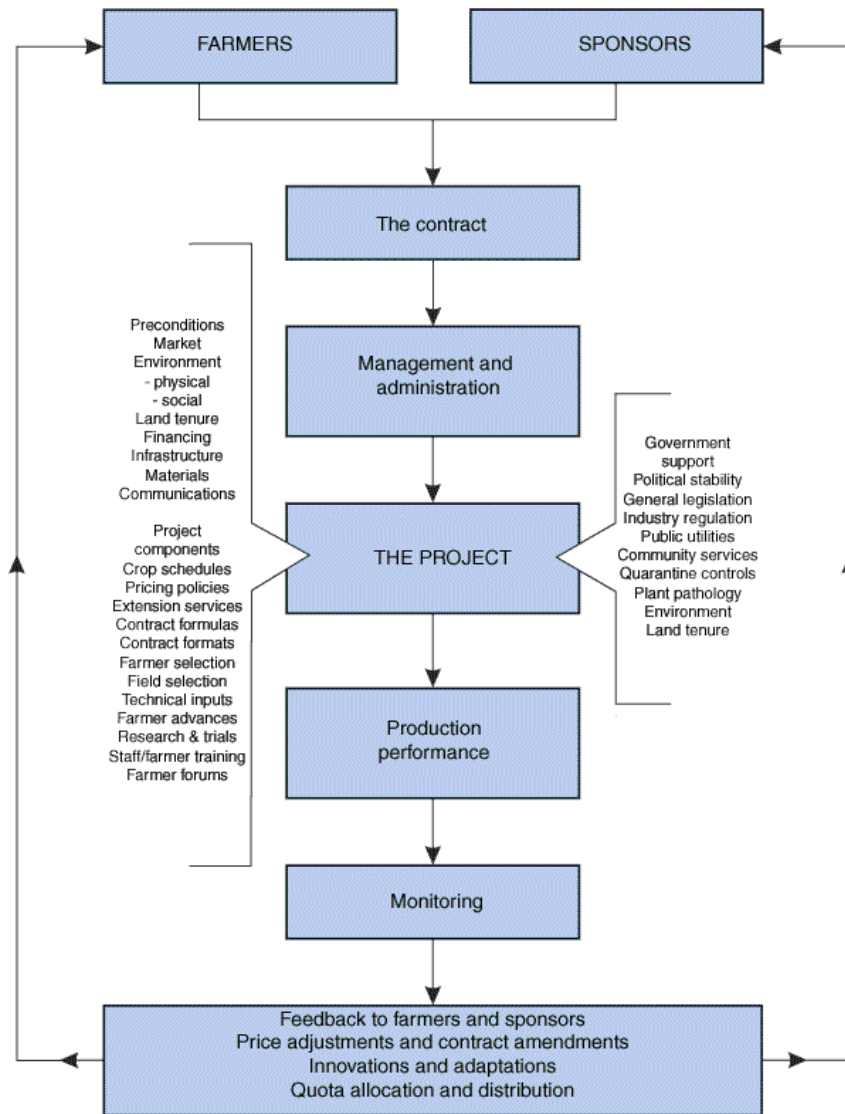 FARMERS
SPONSORS
The contract
Management and
administration
Preconditions
Market
Environment
- physical
- social
Land tenure
Financing
Infrastructure
Materials
Communications
Project
components
Crop schedules
Pricing policies
Extension services
Contract formulas
Contract formats
Farmer selection
Field selection
Technical inputs
Farmer advances
Research & trials
Staff/farmer training
Farmer forums
THE PROJECT
Government
support
Political stability
General legislation
Industry regulation
Public utilities
Community services
Quarantine controls
Plant pathology
Environment
Land tenure
Production
performance
Monitoring
Feedback to farmers and sponsors
Price adjustments and contract amendments
Innovations and adaptations
Quota allocation and distribution